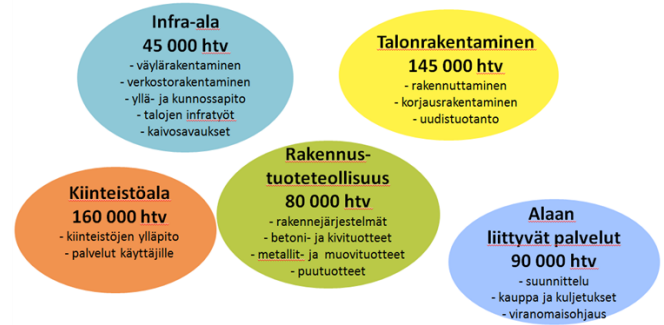 Infra-ala
45 000 htv
- väylärakentaminen
- verkostorakentaminen
- yllä- ja kunnossapito
- talojen infratyöt
- kaivosavaukset
Talonrakentaminen
145 000 htv
- rakennuttaminen
- korjausrakentaminen
- uudistuotanto
Rakennus-
tuoteteollisuus
80 000 htv
- rakennejärjestelmät
- betoni- ja kivituotteet
- metallit- ja muovituotteet
- puutuotteet
Kiinteistöala
160 000 htv
- kiinteistöjen ylläpito
- palvelut käyttäjille
Alaan
liittyvät palvelut
90 000 htv
- suunnittelu
- kauppa ja kuljetukset
- viranomaisohjaus